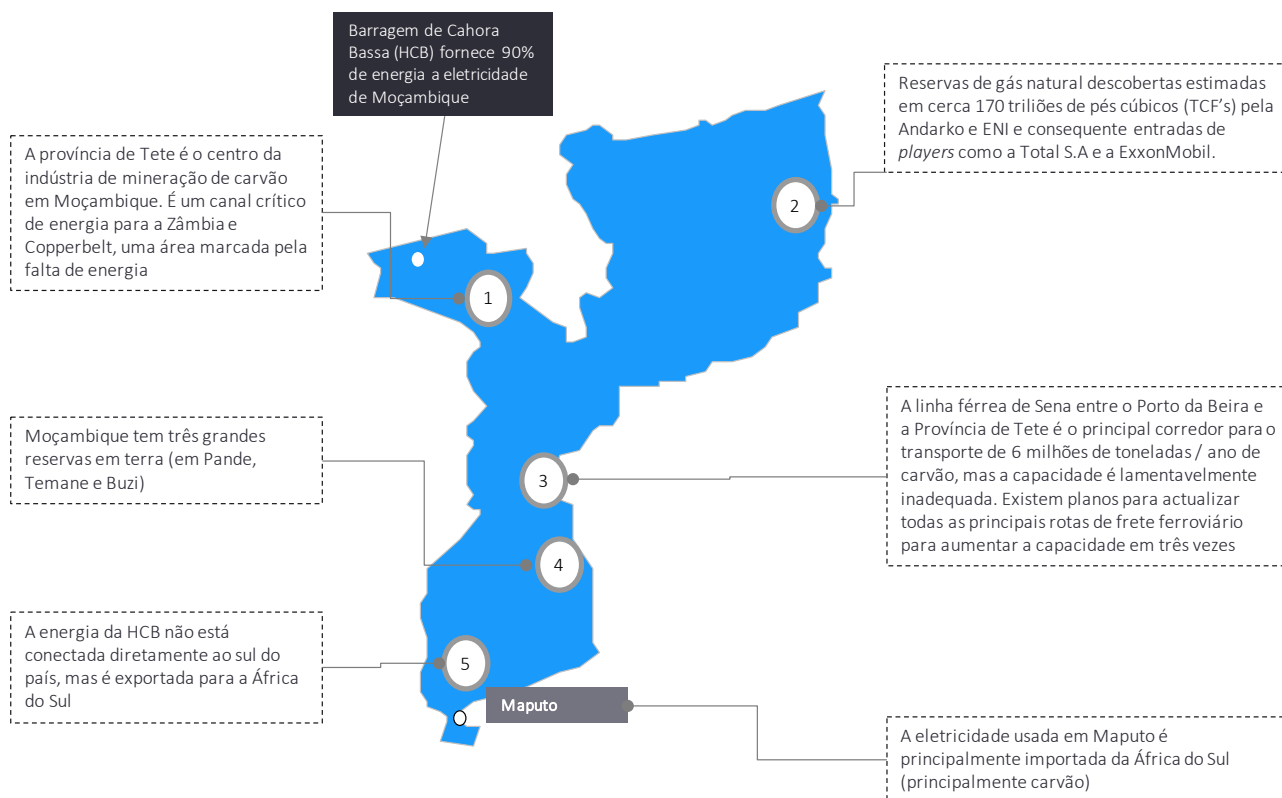 Barragem de Cahora
Bassa (HCB) fornece 90%
de energia a eletricidade
de Moçambique
Reservas de gás natural descobertas estimadas
em cerca 170 triliões de pés cúbicos (TCF’s) pela
Andarko e ENI e consequente entradas de
players como a Total S.A e a ExxonMobil.
A província de Tete é o centro da
indústria de mineração de carvão
em Moçambique. É um canal crítico
de energia para a Zâmbia e
Copperbelt, uma área marcada pela
falta de energia
2
1
A linha férrea de Sena entre o Porto da Beira e
a Província de Tete é o principal corredor para o
transporte de 6 milhões de toneladas / ano de
carvão, mas a capacidade é lamentavelmente
inadequada. Existem planos para actualizar
todas as principais rotas de frete ferroviário
para aumentar a capacidade em três vezes
Moçambique tem três grandes
reservas em terra (em Pande,
Temane e Buzi)
3
4
A energia da HCB não está
conectada diretamente ao sul do
país, mas é exportada para a África
do Sul
5
Maputo
A eletricidade usada em Maputo é
principalmente importada da África do Sul
(principalmente carvão)